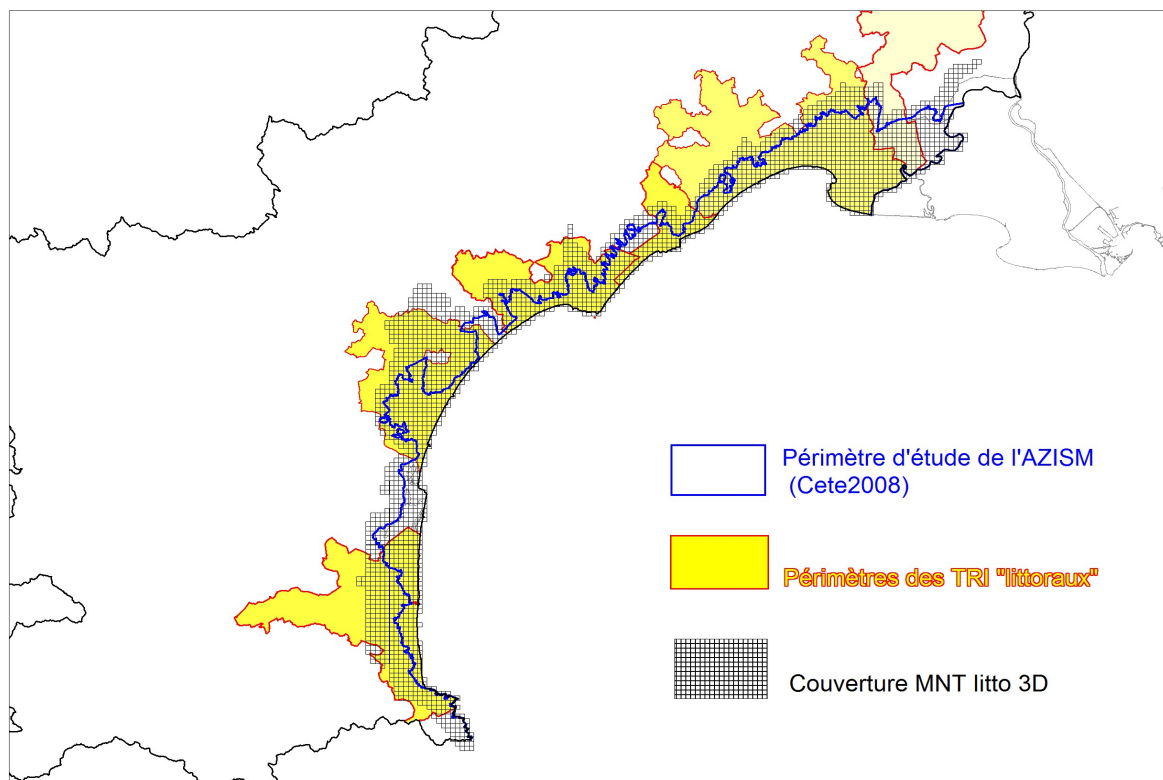 Périmètre d'étude de l'AZISM
(Cete2008)
Périmètres des TRI "littoraux"
Couverture MNT litto 3D